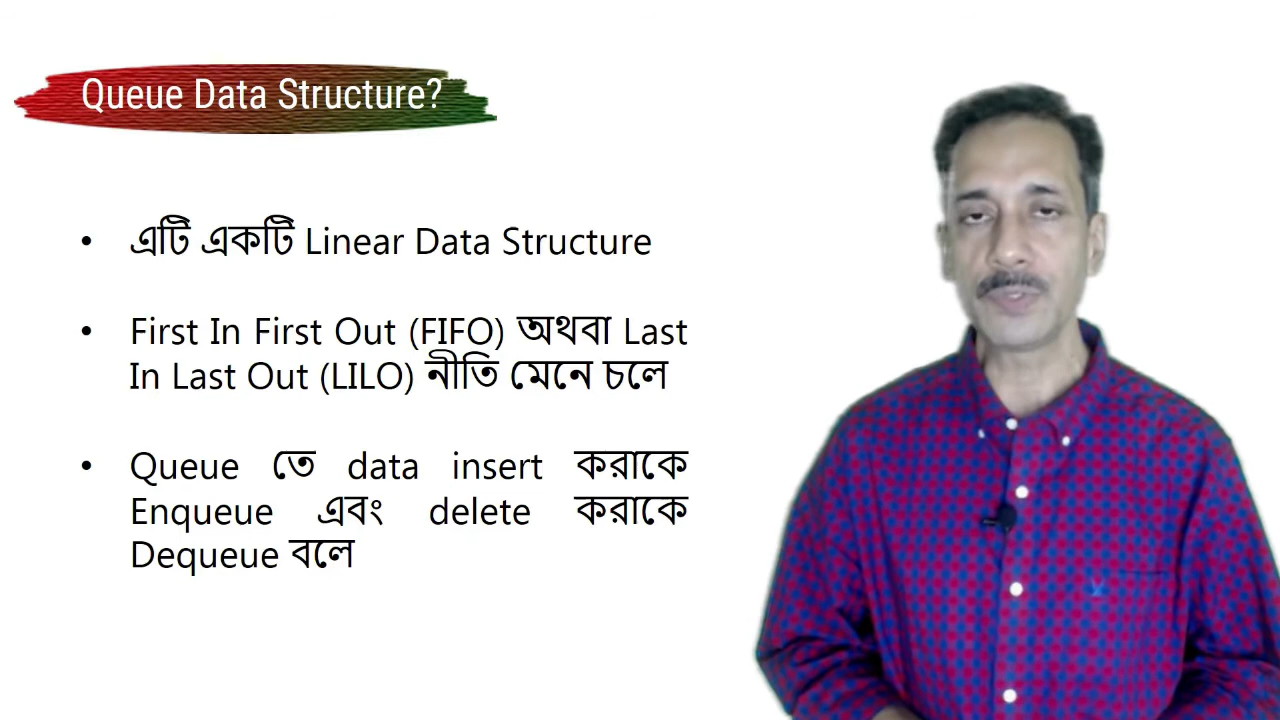 Queue Data Structure?
• এটি একটি Linear Data Structure
• First In First Out (FIFO) অথবা Last
In Last Out (LILO) নীতি মেনে চলে
• Queue তে data insert করাকে
Enqueue এবং delete করাকে
Dequeue বলে